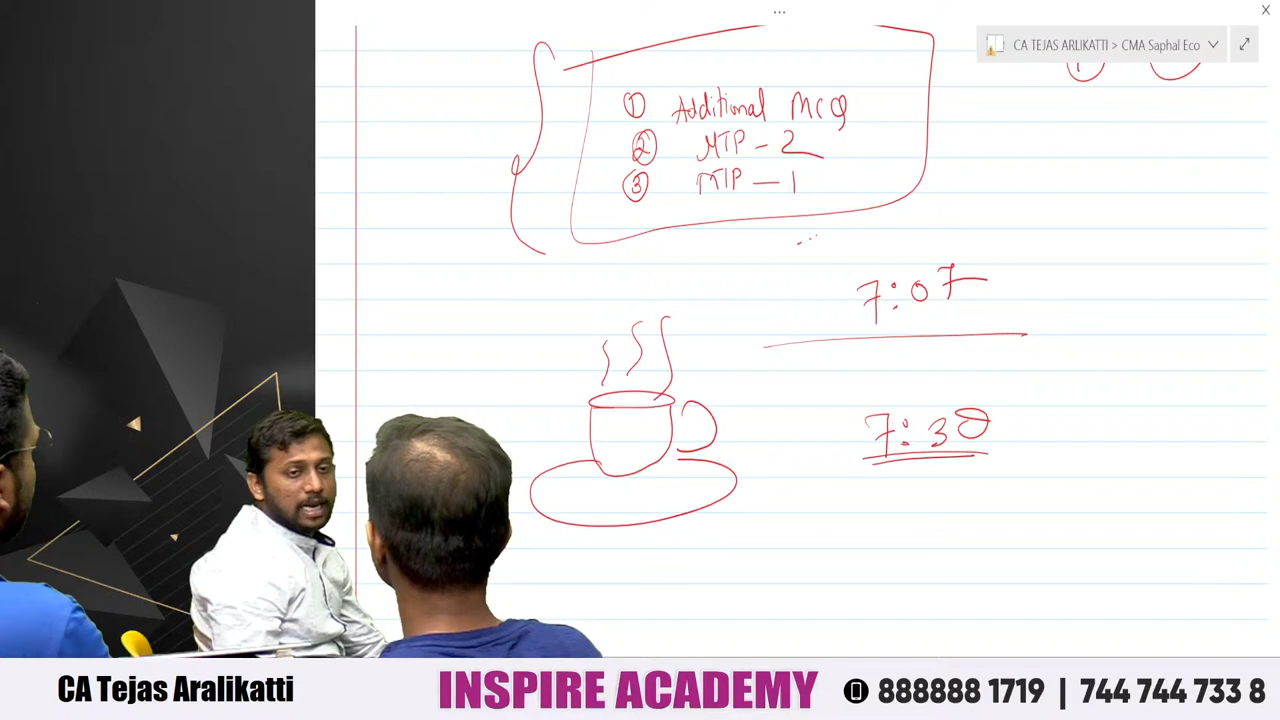 ...
CA TEJAS ARLIKATTI > CMA Saphal Eco
① Additional MCQ
② MTP - 2
③ MTP — 1
7:07
7:30
CA Tejas Aralikatti
INSPIRE ACADEMY
888888 1719 | 744 744 733 8